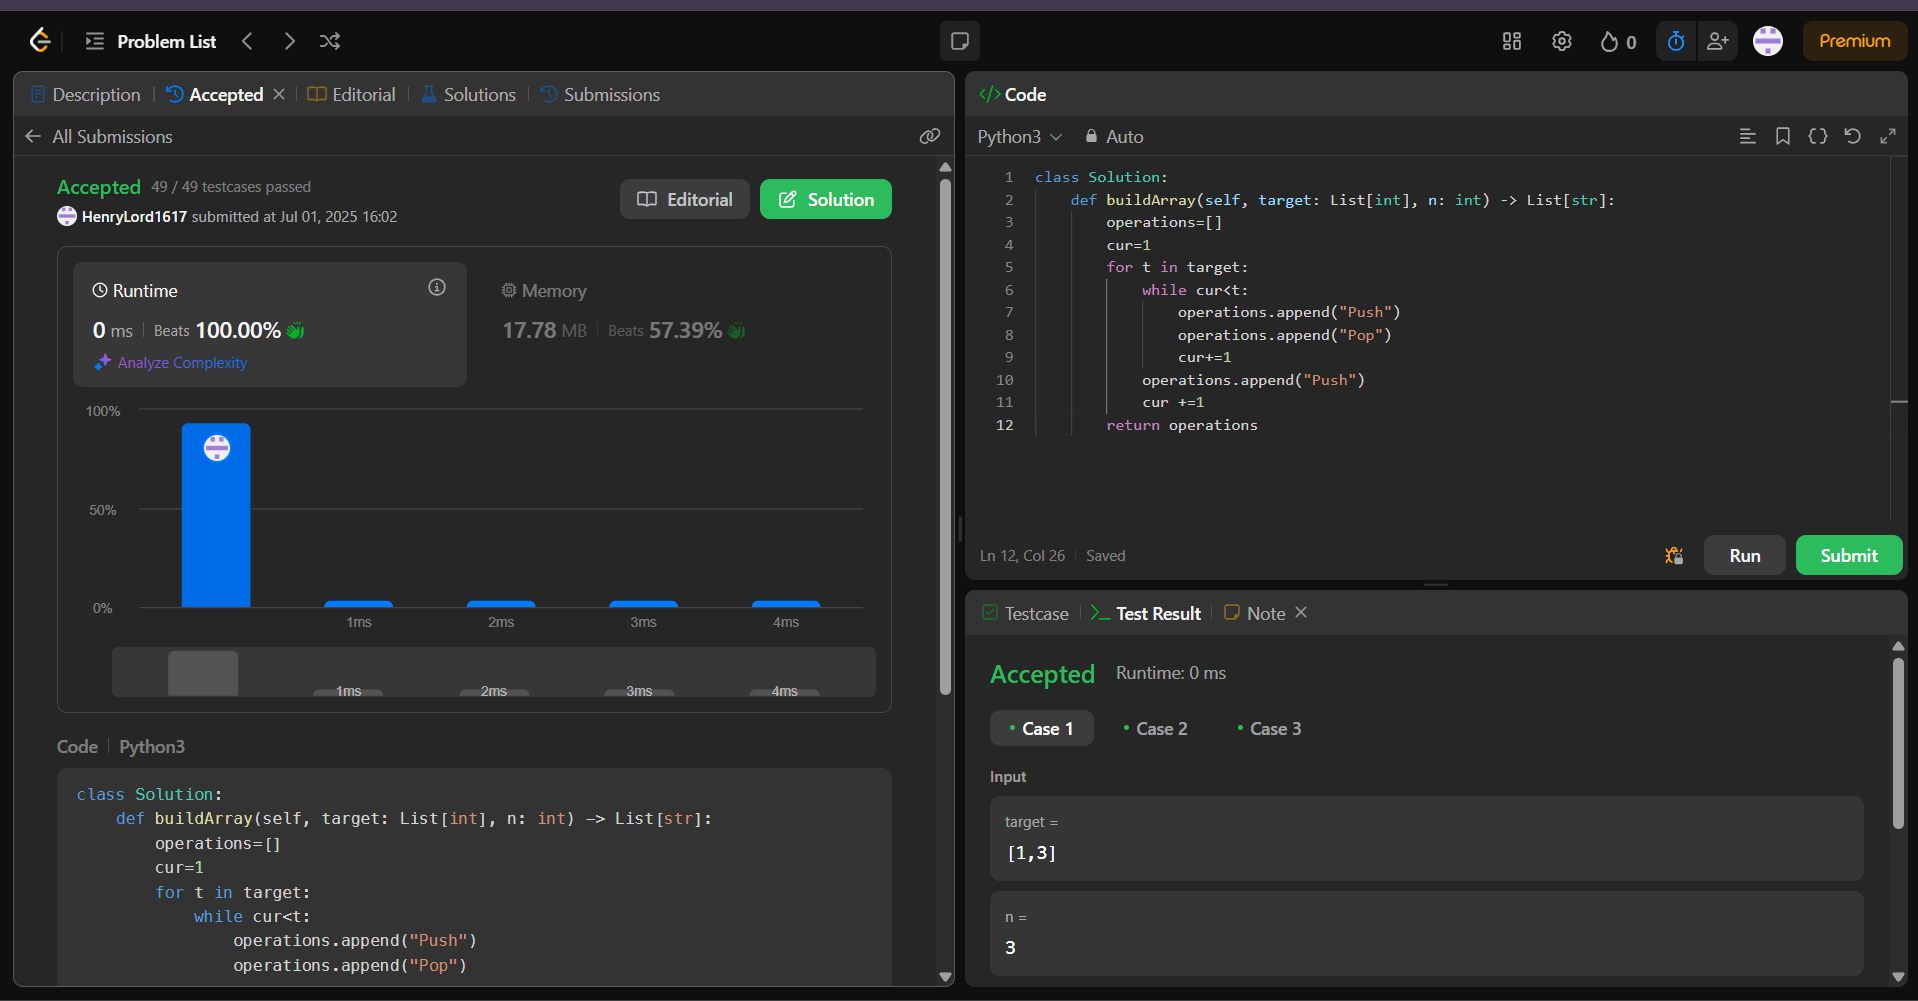 Problem List
0
Premium
Description
Accepted
Editorial
Solutions
Submissions
All Submissions
Accepted 49 / 49 testcases passed
HenryLord1617 submitted at Jul 01, 2025 16:02
Editorial
Solution
Runtime
0 ms Beats 100.00%
Analyze Complexity
Memory
17.78 MB Beats 57.39%
100%
50%
0%
1ms 2ms 3ms 4ms
1ms 2ms 3ms 4ms
Code Python3
class Solution:
    def buildArray(self, target: List[int], n: int) -> List[str]:
        operations=[]
        cur=1
        for t in target:
            while cur<t:
                operations.append("Push")
                operations.append("Pop")
</> Code
Python3 Auto
1 class Solution:
2     def buildArray(self, target: List[int], n: int) -> List[str]:
3         operations=[]
4         cur=1
5         for t in target:
6             while cur<t:
7                 operations.append("Push")
8                 operations.append("Pop")
9                 cur+=1
10             operations.append("Push")
11             cur +=1
12         return operations
Ln 12, Col 26 Saved
Run
Submit
Testcase
Test Result
Note
Accepted Runtime: 0 ms
Case 1
Case 2
Case 3
Input
target =
[1,3]
n =
3